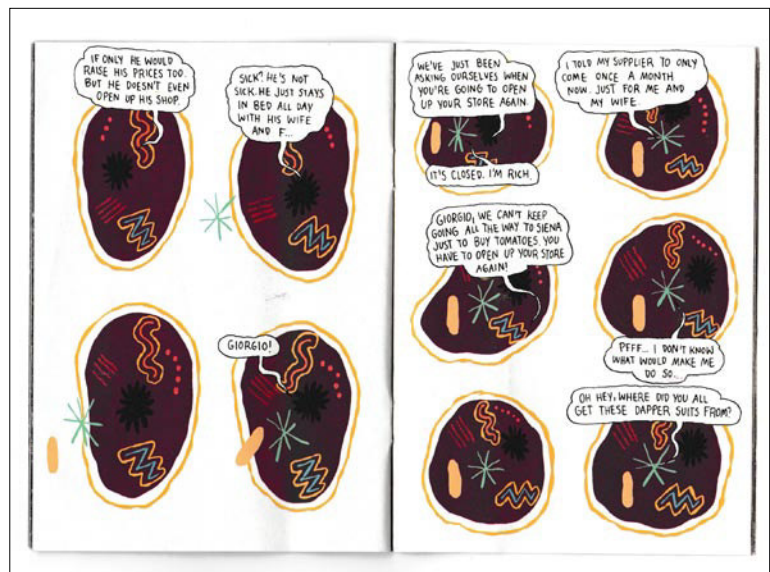 IF ONLY HE WOULD
RAISE HIS PRICES TOO.
BUT HE DOESN'T EVEN
OPEN UP HIS SHOP.
SICK? HE'S NOT
SICK. HE JUST STAYS
IN BED ALL DAY
WITH HIS WIFE
AND F...
GIORGIO!
WE'VE JUST BEEN
ASKING OURSELVES WHEN
YOU'RE GOING TO OPEN
UP YOUR STORE AGAIN.
IT'S CLOSED. I'M RICH.
I TOLD MY SUPPLIER TO ONLY
COME ONCE A MONTH
NOW. JUST FOR ME AND
MY WIFE.
GIORGIO, WE CAN'T KEEP
GOING ALL THE WAY TO SIENA
JUST TO BUY TOMATOES. YOU
HAVE TO OPEN UP YOUR STORE
AGAIN!
PFFF... I DON'T KNOW
WHAT WOULD MAKE ME
DO SO..
OH HEY, WHERE DID YOU ALL
GET THESE DAPPER SUITS FROM?